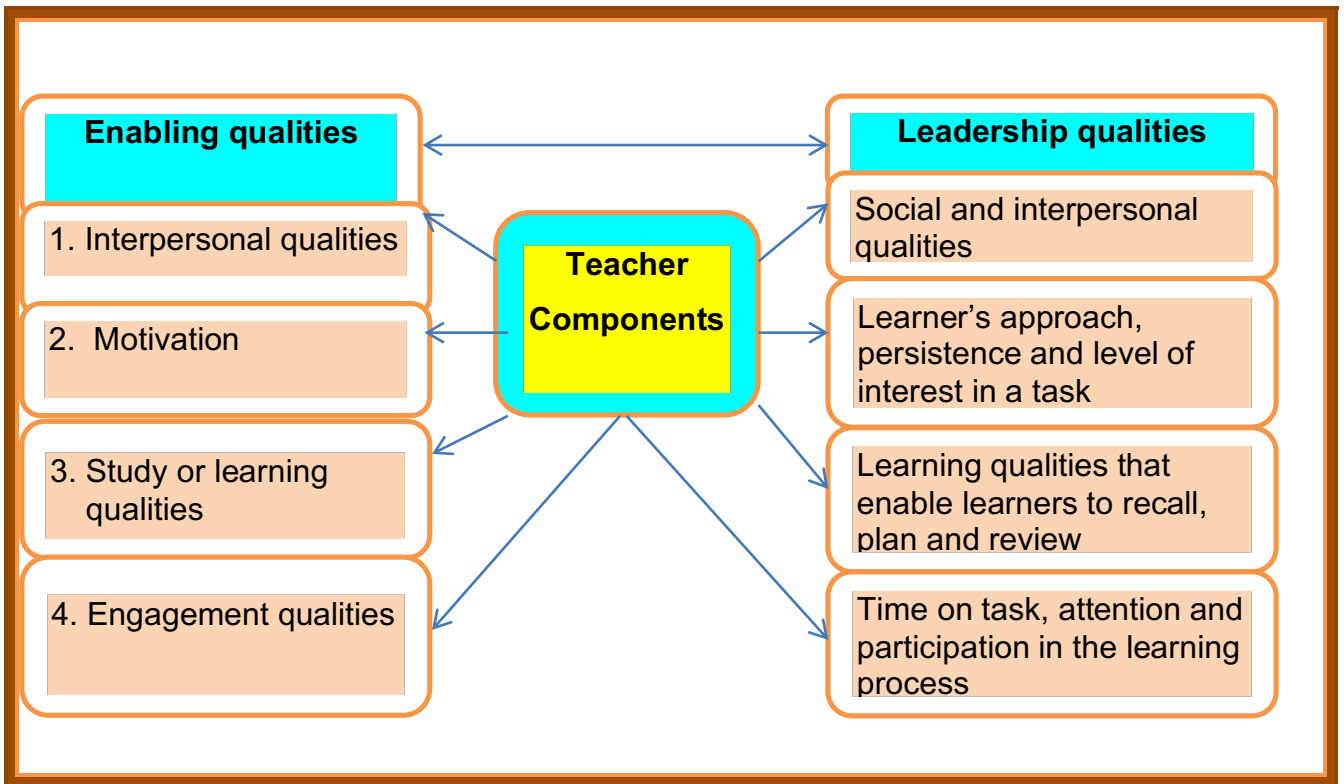 Enabling qualities
1. Interpersonal qualities
2. Motivation
3. Study or learning
qualities
4. Engagement qualities
Teacher
Components
Leadership qualities
Social and interpersonal
qualities
Learner’s approach,
persistence and level of
interest in a task
Learning qualities that
enable learners to recall,
plan and review
Time on task, attention and
participation in the learning
process